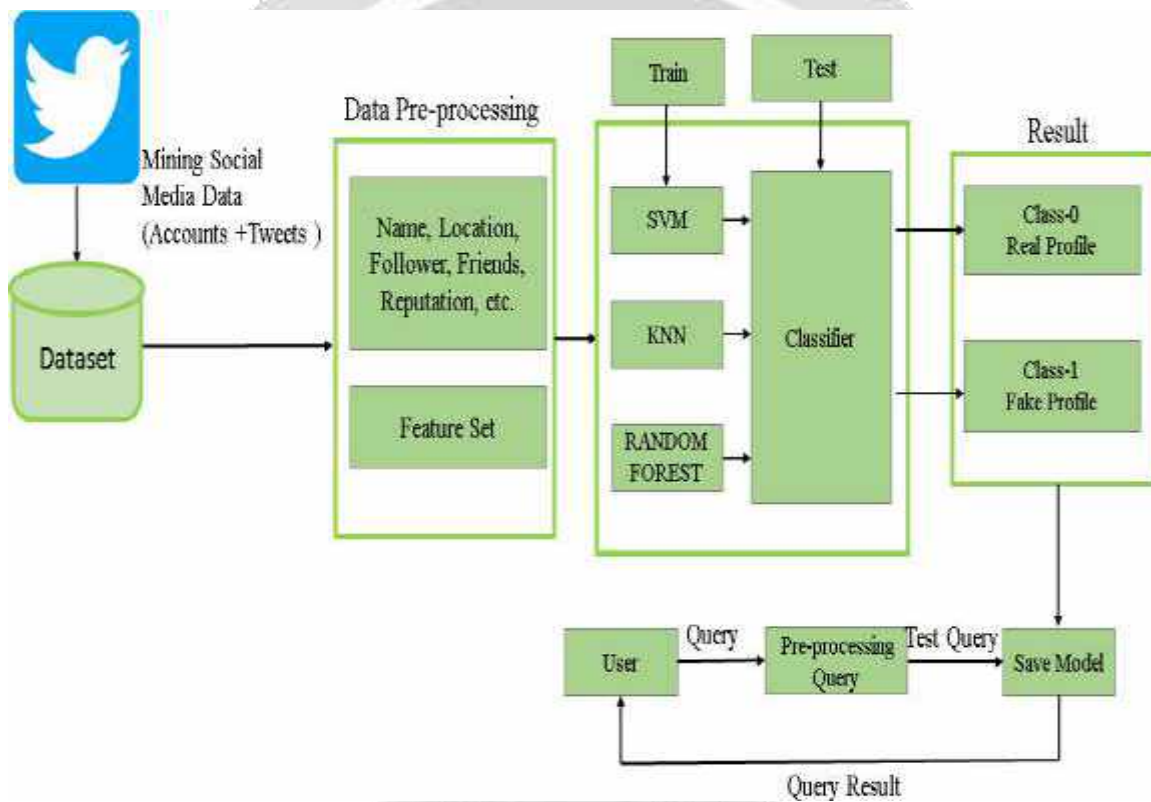 Mining Social
Media Data
(Accounts +Tweets )
Dataset
Data Pre-processing
Name, Location,
Follower, Friends,
Reputation, etc.
Feature Set
Train
Test
SVM
KNN
RANDOM
FOREST
Classifier
Result
Class-0
Real Profile
Class-1
Fake Profile
User
Query
Pre-processing
Query
Test Query
Save Model
Query Result